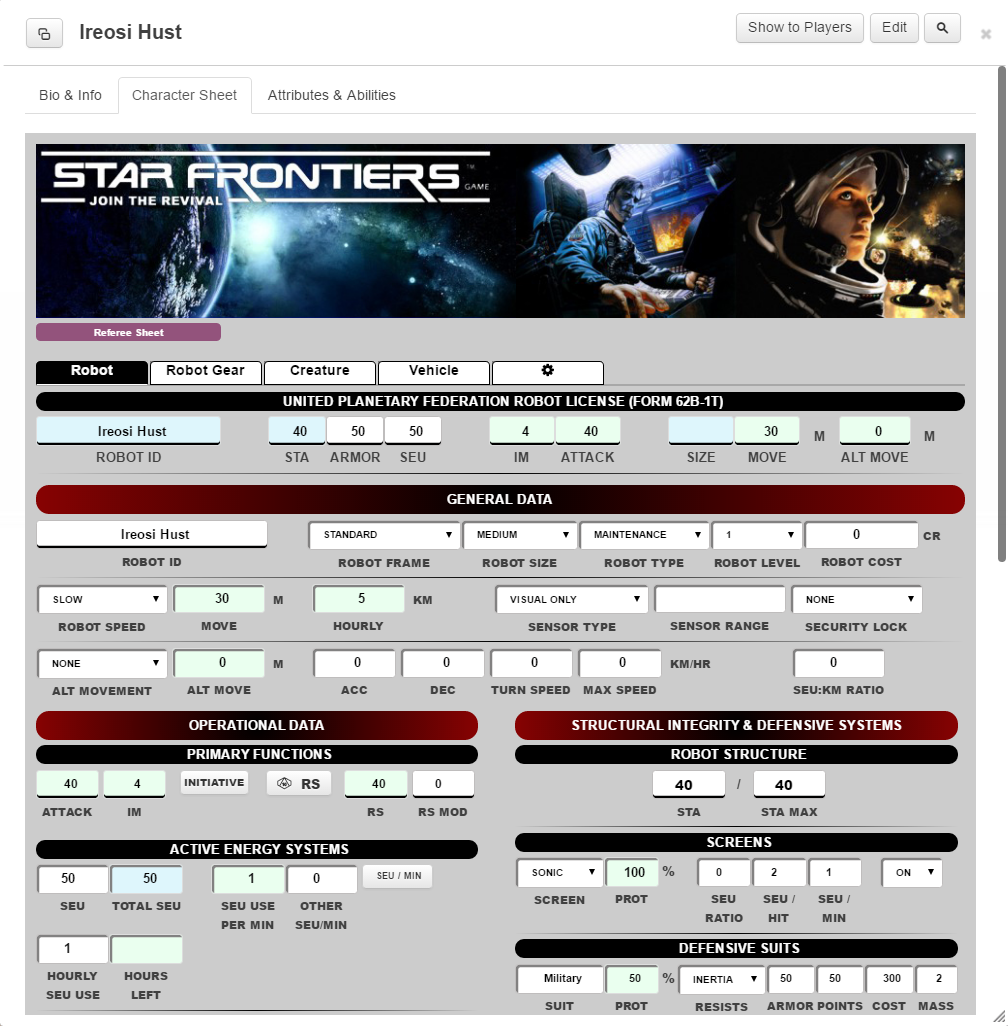 Ireosi Hust
Show to Players
Edit
Bio & Info
Character Sheet
Attributes & Abilities
STAR FRONTIERS™ GAME
JOIN THE REVIVAL
Referee Sheet
Robot
Robot Gear
Creature
Vehicle
UNITED PLANETARY FEDERATION ROBOT LICENSE (FORM 62B-1T)
Ireosi Hust 40 50 50 4 40 30 M 0 M
ROBOT ID STA ARMOR SEU IM ATTACK SIZE MOVE ALT MOVE
GENERAL DATA
Ireosi Hust STANDARD MEDIUM MAINTENANCE 1 0 CR
ROBOT ID ROBOT FRAME ROBOT SIZE ROBOT TYPE ROBOT LEVEL ROBOT COST
SLOW 30 M 5 KM VISUAL ONLY NONE
ROBOT SPEED MOVE HOURLY SENSOR TYPE SENSOR RANGE SECURITY LOCK
NONE 0 M 0 0 0 0 KM/HR 0
ALT MOVEMENT ALT MOVE ACC DEC TURN SPEED MAX SPEED SEU:KM RATIO
OPERATIONAL DATA
PRIMARY FUNCTIONS
40 4 INITIATIVE RS 40 0
ATTACK IM RS RS MOD
ACTIVE ENERGY SYSTEMS
50 50 1 0 SEU / MIN
SEU TOTAL SEU SEU USE OTHER
PER MIN SEU/MIN
1
HOURLY HOURS
SEU USE LEFT
STRUCTURAL INTEGRITY & DEFENSIVE SYSTEMS
ROBOT STRUCTURE
40 / 40
STA STA MAX
SCREENS
SONIC 100 % 0 2 1 ON
SCREEN PROT SEU SEU / SEU /
RATIO HIT MIN
DEFENSIVE SUITS
Military 50 % INERTIA 50 50 300 2
SUIT PROT RESISTS ARMOR POINTS COST MASS